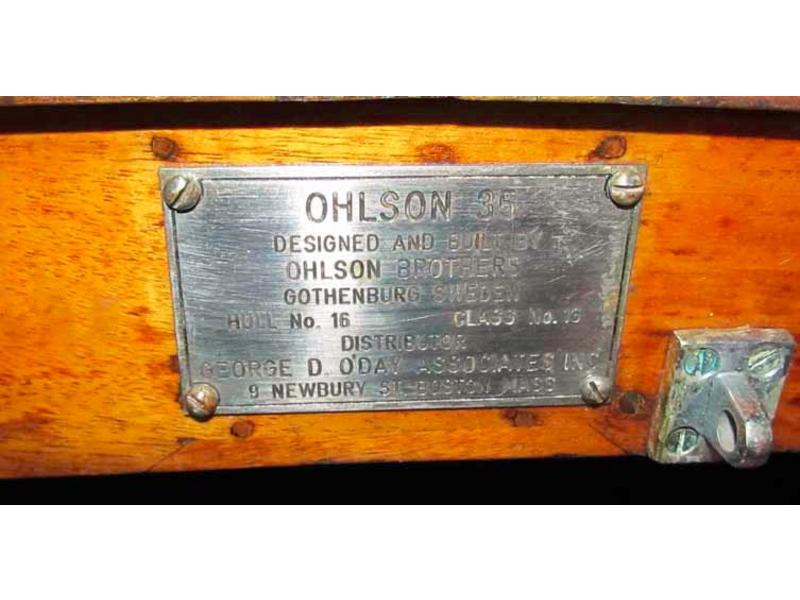 OHLSON 35
DESIGNED AND BUILT BY
OHLSON BROTHERS
GOTHENBURG SWEDEN
HULL No. 16 CLASS No. 16
DISTRIBUTOR
GEORGE D. O'DAY ASSOCIATES INC
9 NEWBURY ST-BOSTON MASS